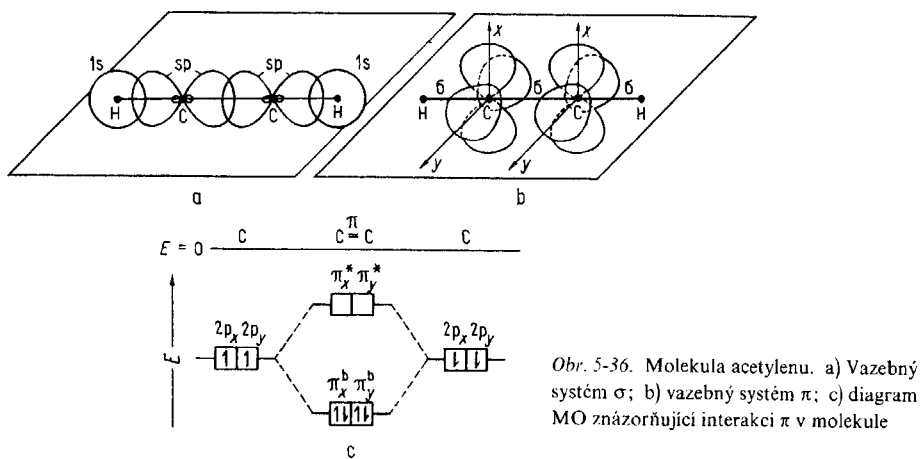 1s sp sp 1s
H C C H
a
x x
б б б
H C C H
y y
b
E = 0 C C π= C C
E
π*x π*y
2px 2py 2px 2py
↿ ↿ ⇂ ⇂
πbx πby
↿⇂ ↿⇂
c
Obr. 5-36. Molekula acetylenu. a) Vazebný
systém σ; b) vazebný systém π; c) diagram
MO znázorňující interakci π v molekule